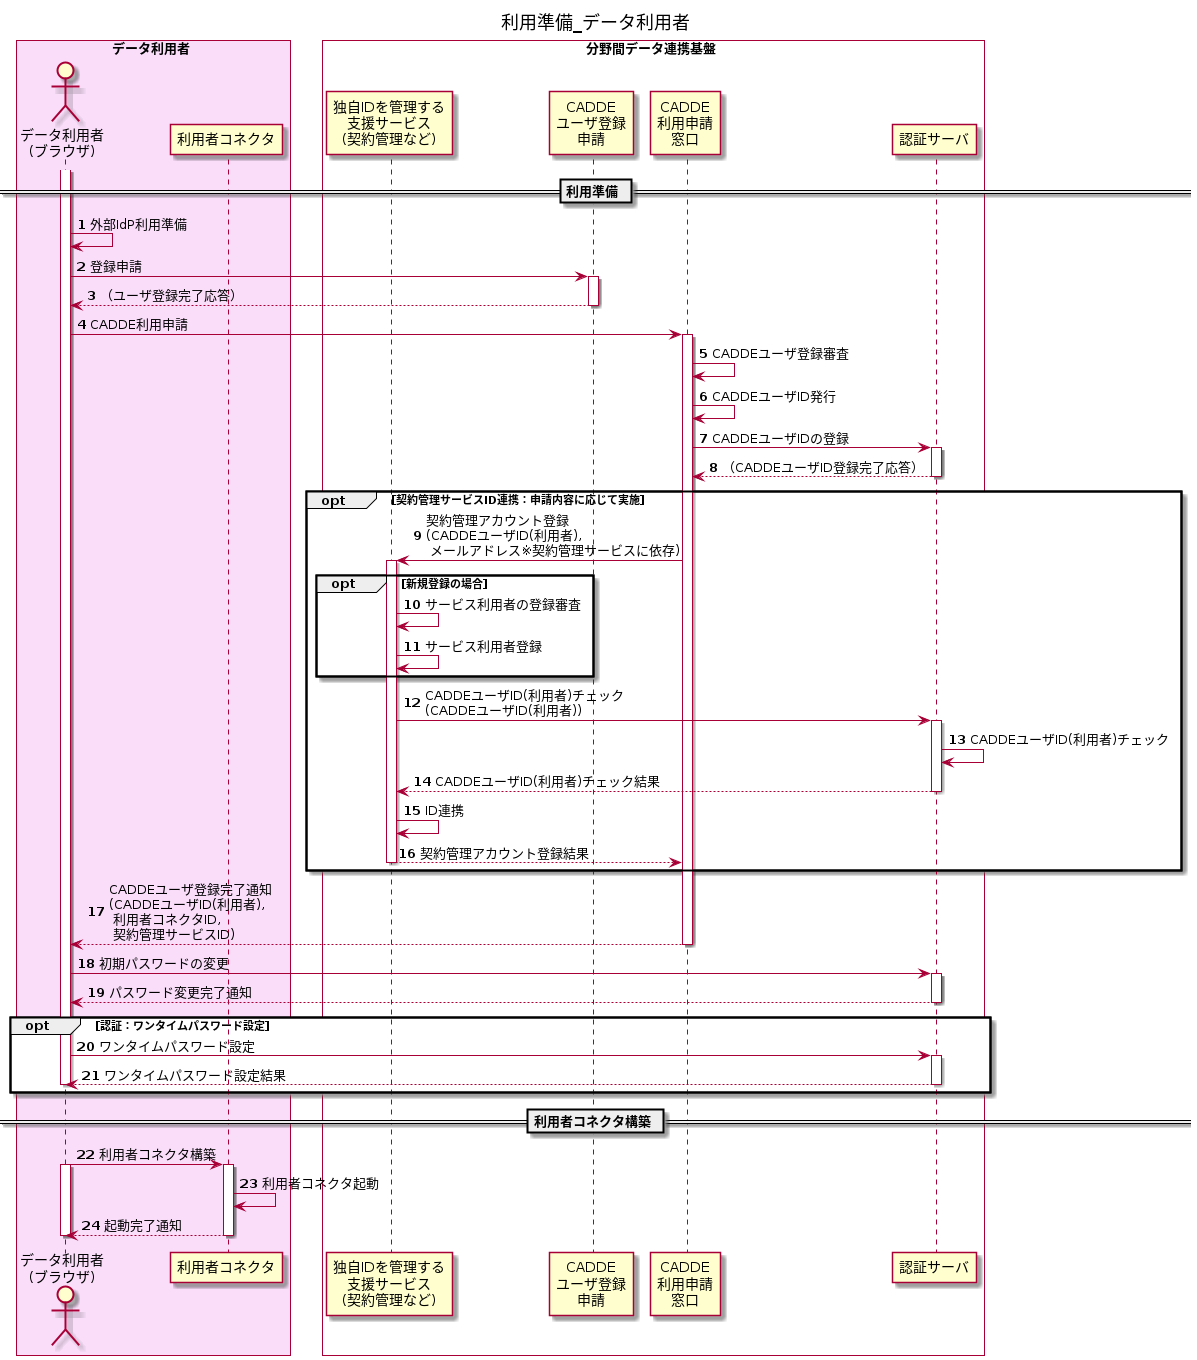 利用準備_データ利用者
データ利用者
分野間データ連携基盤
データ利用者
(ブラウザ)
利用者コネクタ
独自IDを管理する
支援サービス
(契約管理など)
CADDE
ユーザ登録
申請
CADDE
利用申請
窓口
認証サーバ
利用準備
1 外部IdP利用準備
2 登録申請
3 （ユーザ登録完了応答）
4 CADDE利用申請
5 CADDEユーザ登録審査
6 CADDEユーザID発行
7 CADDEユーザIDの登録
8 （CADDEユーザID登録完了応答）
opt [契約管理サービスID連携：申請内容に応じて実施]
契約管理アカウント登録
9 (CADDEユーザID(利用者),
メールアドレス※契約管理サービスに依存)
opt [新規登録の場合]
10 サービス利用者の登録審査
11 サービス利用者登録
12 CADDEユーザID(利用者)チェック
(CADDEユーザID(利用者))
13 CADDEユーザID(利用者)チェック
14 CADDEユーザID(利用者)チェック結果
15 ID連携
16 契約管理アカウント登録結果
CADDEユーザ登録完了通知
17 (CADDEユーザID(利用者),
利用者コネクタID,
契約管理サービスID)
18 初期パスワードの変更
19 パスワード変更完了通知
opt [認証：ワンタイムパスワード設定]
20 ワンタイムパスワード設定
21 ワンタイムパスワード設定結果
利用者コネクタ構築
22 利用者コネクタ構築
23 利用者コネクタ起動
24 起動完了通知
データ利用者
(ブラウザ)
利用者コネクタ
独自IDを管理する
支援サービス
(契約管理など)
CADDE
ユーザ登録
申請
CADDE
利用申請
窓口
認証サーバ